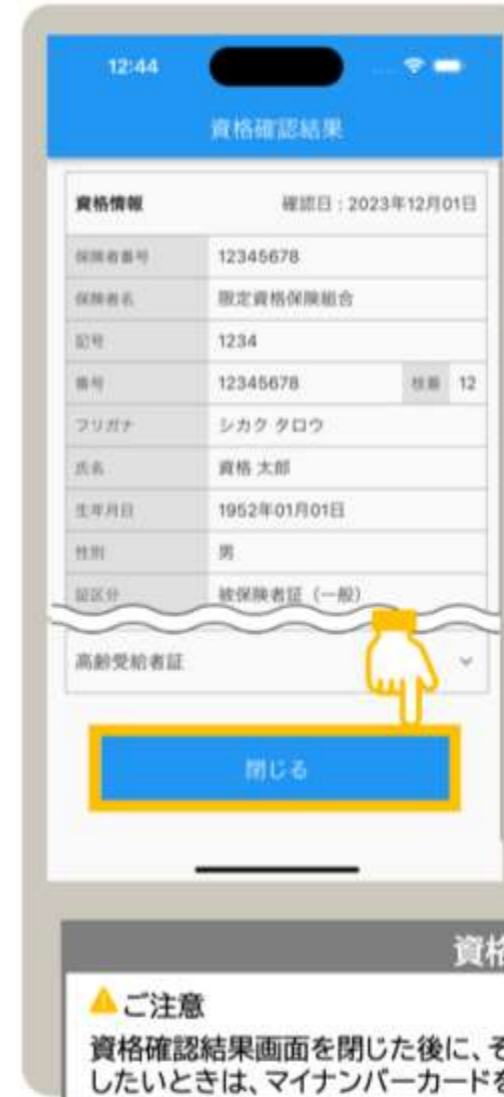 12:44
資格確認結果
資格情報 確認日：2023年12月01日
保険者番号 12345678
保険者名 限定資格保険組合
記号 1234
番号 12345678 枝番 12
フリガナ シカク タロウ
氏名 資格 太郎
生年月日 1952年01月01日
性別 男
証区分 被保険者証（一般）
高齢受給者証
閉じる
資格
ご注意
資格確認結果画面を閉じた後に、そ
したいときは、マイナンバーカードを